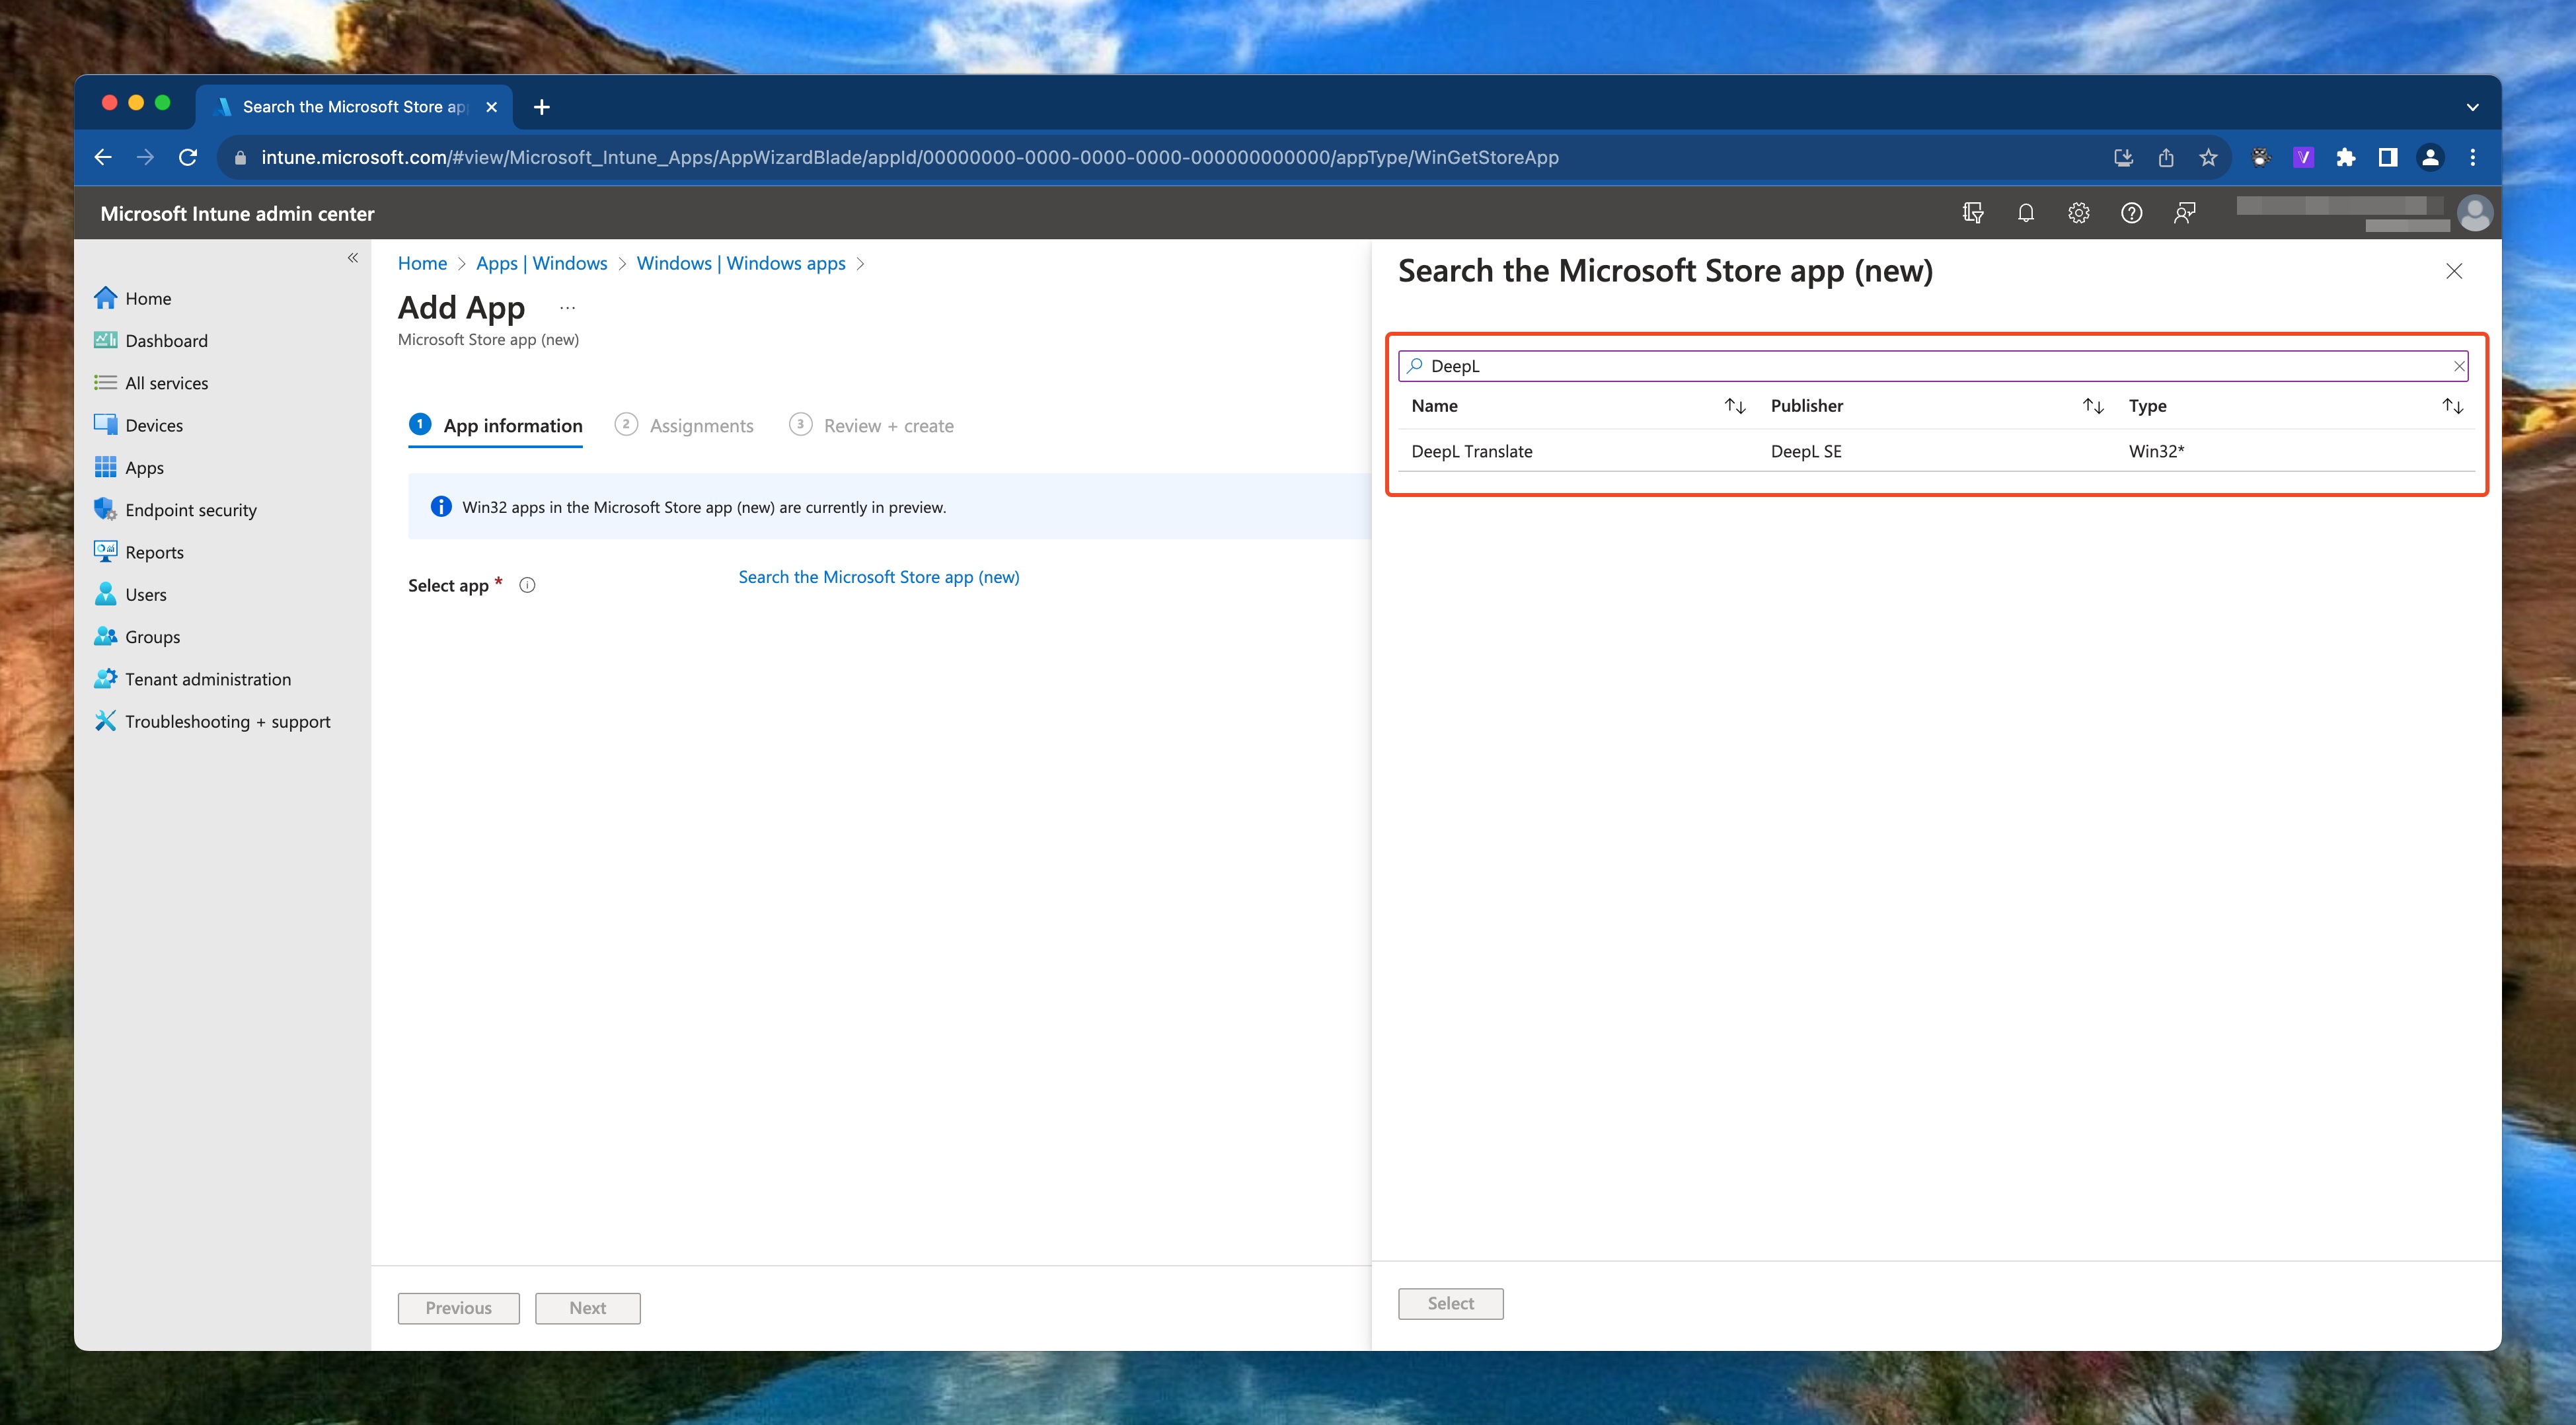 Search the Microsoft Store ap
intune.microsoft.com/#view/Microsoft_Intune_Apps/AppWizardBlade/appId/00000000-0000-0000-0000-000000000000/appType/WinGetStoreApp
V
Microsoft Intune admin center
Home
Dashboard
All services
Devices
Apps
Endpoint security
Reports
Users
Groups
Tenant administration
Troubleshooting + support
Home > Apps | Windows > Windows | Windows apps >
Add App ...
Microsoft Store app (new)
1 App information 2 Assignments 3 Review + create
Win32 apps in the Microsoft Store app (new) are currently in preview.
Select app * Search the Microsoft Store app (new)
Previous Next
Search the Microsoft Store app (new)
DeepL
Name Publisher Type
DeepL Translate DeepL SE Win32*
Select